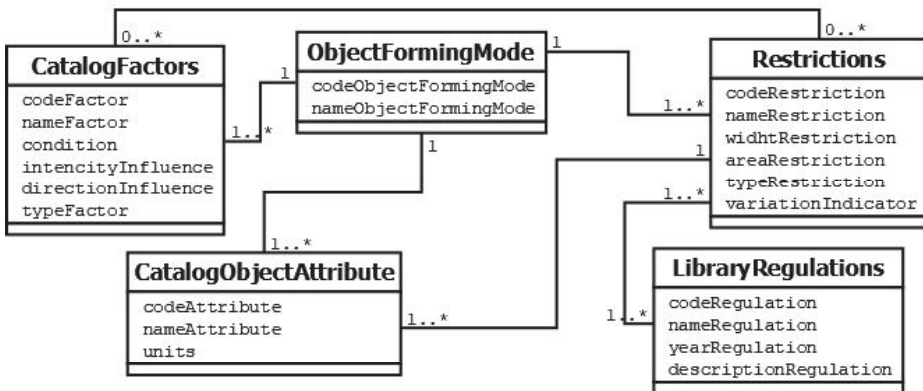 0..*
0..*
CatalogFactors
codeFactor
nameFactor
condition
intencityInfluence
directionInfluence
typeFactor
1
1..*
ObjectFormingMode
codeObjectFormingMode
nameObjectFormingMode
1
1..*
1
1..*
Restrictions
codeRestriction
nameRestriction
widhtRestriction
areaRestriction
typeRestriction
variationIndicator
1
1..*
1..*
1..*
CatalogObjectAttribute
codeAttribute
nameAttribute
units
LibraryRegulations
codeRegulation
nameRegulation
yearRegulation
descriptionRegulation